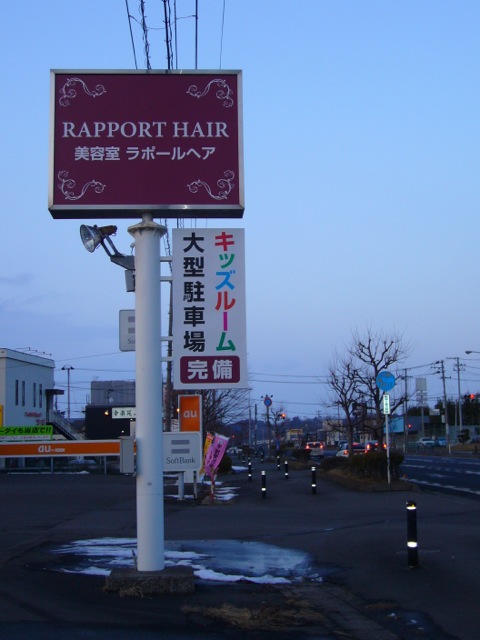 RAPPORT HAIR
美容室 ラポールヘア
キッズルーム
大型駐車場
完備
au
au
SoftBank